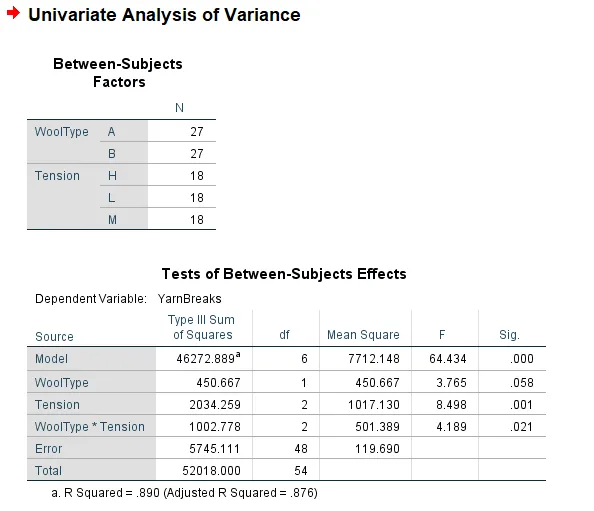 Univariate Analysis of Variance
Between-Subjects
Factors
N
WoolType A 27
B 27
Tension H 18
L 18
M 18
Tests of Between-Subjects Effects
Dependent Variable: YarnBreaks
Source Type III Sum of Squares df Mean Square F Sig.
Model 46272.889a 6 7712.148 64.434 .000
WoolType 450.667 1 450.667 3.765 .058
Tension 2034.259 2 1017.130 8.498 .001
WoolType * Tension 1002.778 2 501.389 4.189 .021
Error 5745.111 48 119.690
Total 52018.000 54
a. R Squared = .890 (Adjusted R Squared = .876)